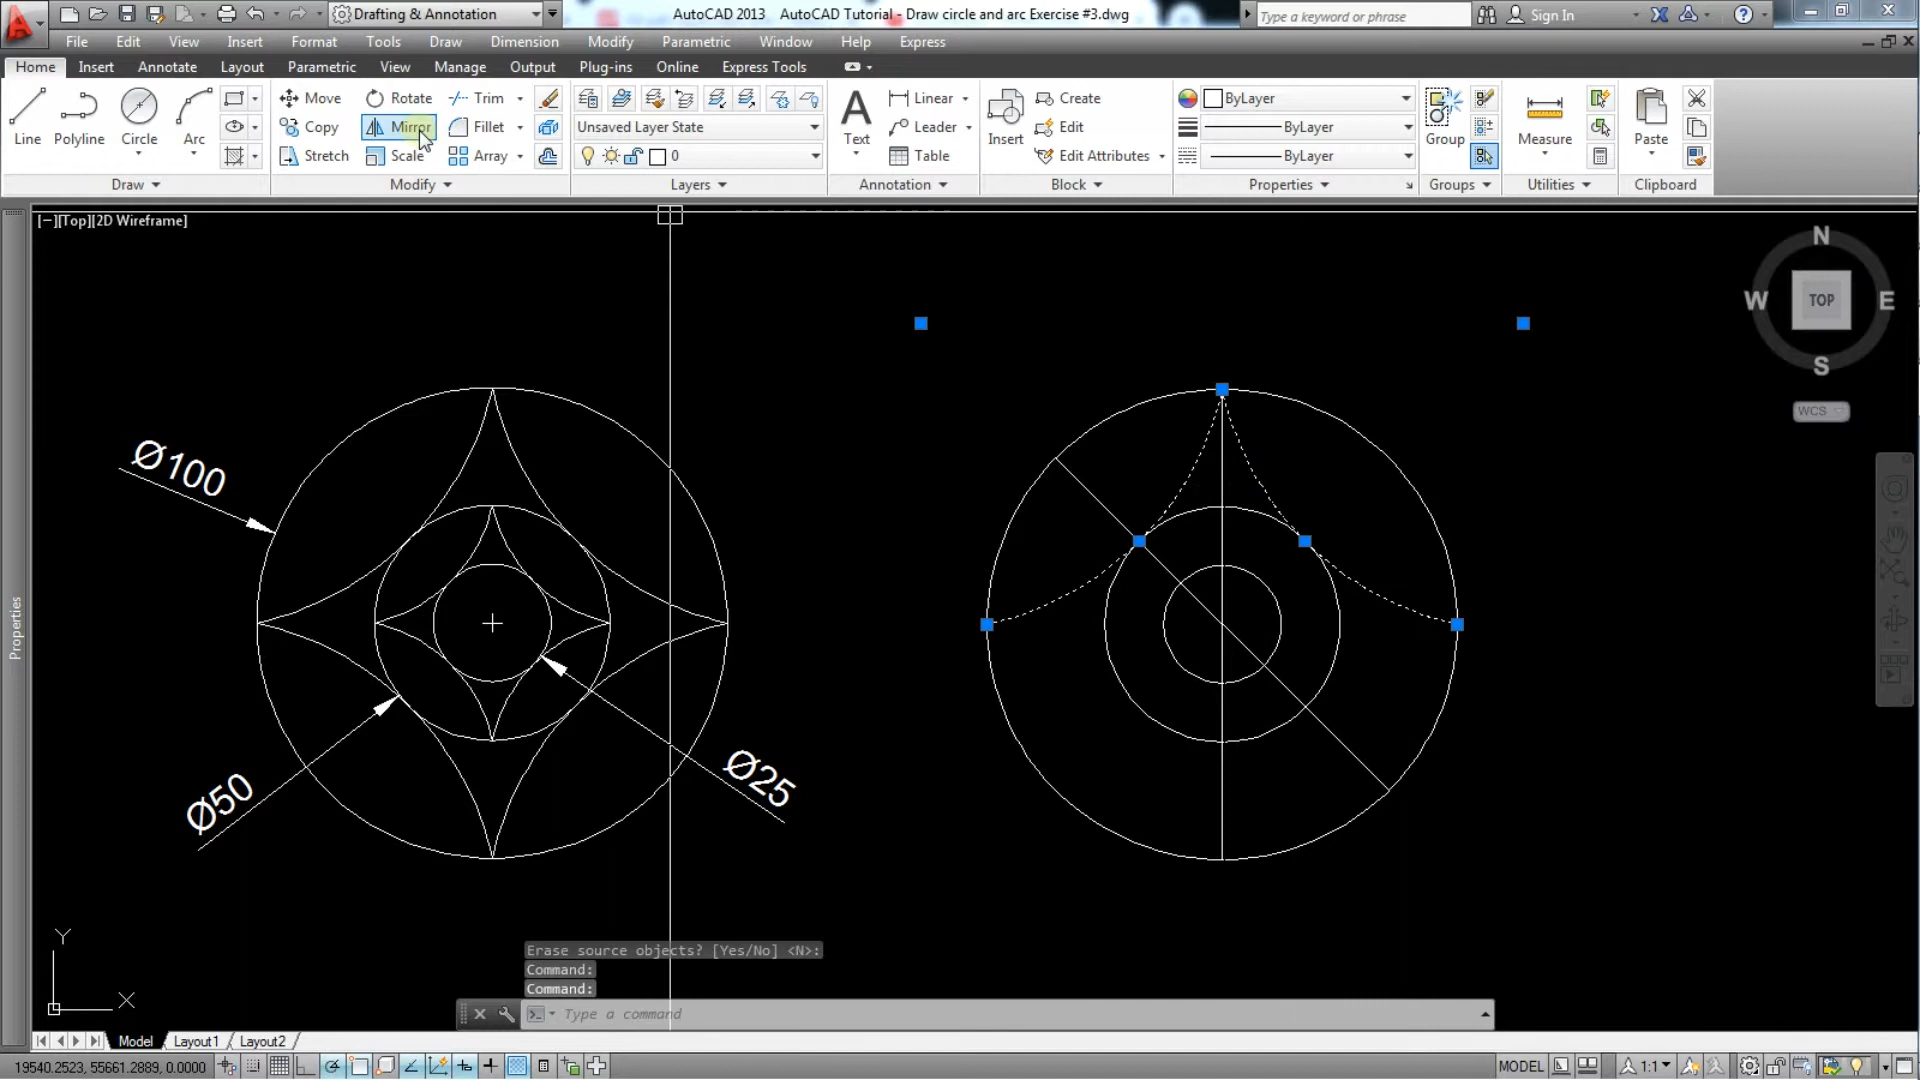 Drafting & Annotation
AutoCAD 2013 AutoCAD Tutorial - Draw circle and arc Exercise #3.dwg
Type a keyword or phrase
Sign In
File Edit View Insert Format Tools Draw Dimension Modify Parametric Window Help Express
Home Insert Annotate Layout Parametric View Manage Output Plug-ins Online Express Tools
Line Polyline Circle Arc
Move Rotate Trim
Copy Mirror Fillet
Stretch Scale Array
Unsaved Layer State
0
Text
Linear
Leader
Table
Insert
Create
Edit
Edit Attributes
ByLayer
ByLayer
ByLayer
Group
Measure
Paste
Draw Modify Layers Annotation Block Properties Groups Utilities Clipboard
[−][Top][2D Wireframe]
N
W TOP E
S
WCS
Properties
Ø100
Ø50
Ø25
Y
X
Erase source objects? [Yes/No] <N>:
Command:
Command:
Type a command
Model Layout1 Layout2
19540.2523, 55661.2889, 0.0000
MODEL
1:1